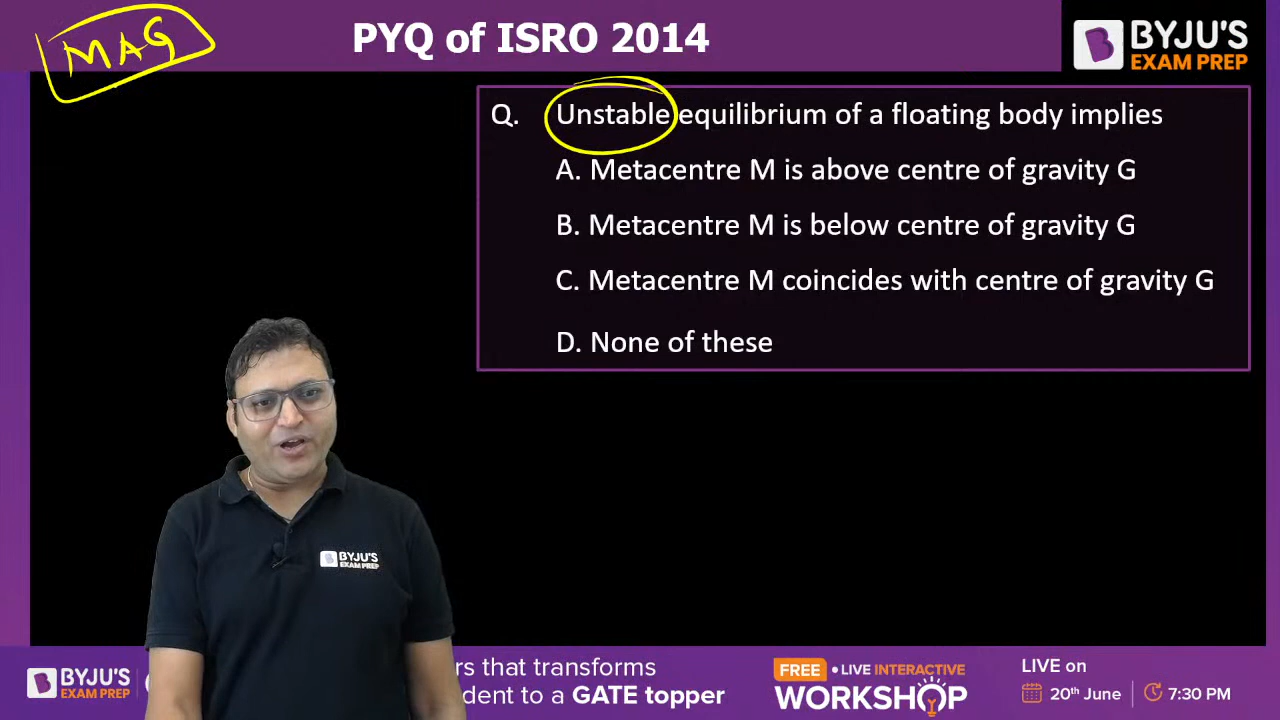 MAG
PYQ of ISRO 2014
BYJU'S
EXAM PREP
Q. Unstable equilibrium of a floating body implies
A. Metacentre M is above centre of gravity G
B. Metacentre M is below centre of gravity G
C. Metacentre M coincides with centre of gravity G
D. None of these
BYJU'S
EXAM PREP
BYJU'S
EXAM PREP
rs that transforms
dent to a GATE topper
FREE • LIVE INTERACTIVE
WORKSHOP
LIVE on
20th June | 7:30 PM